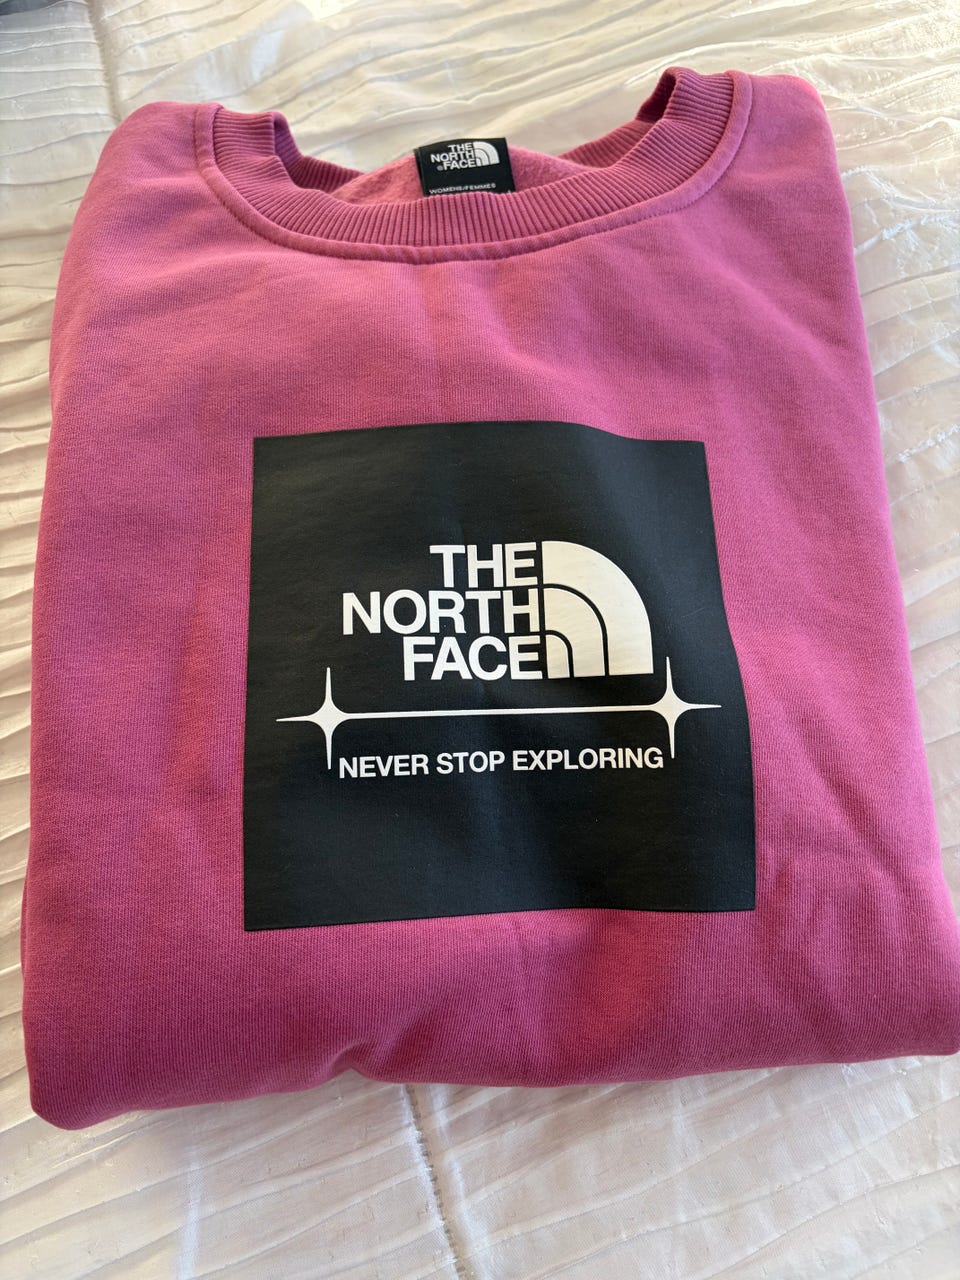 THE
NORTH
FACE
WOMENS/FEMMES
THE
NORTH
FACE
NEVER STOP EXPLORING